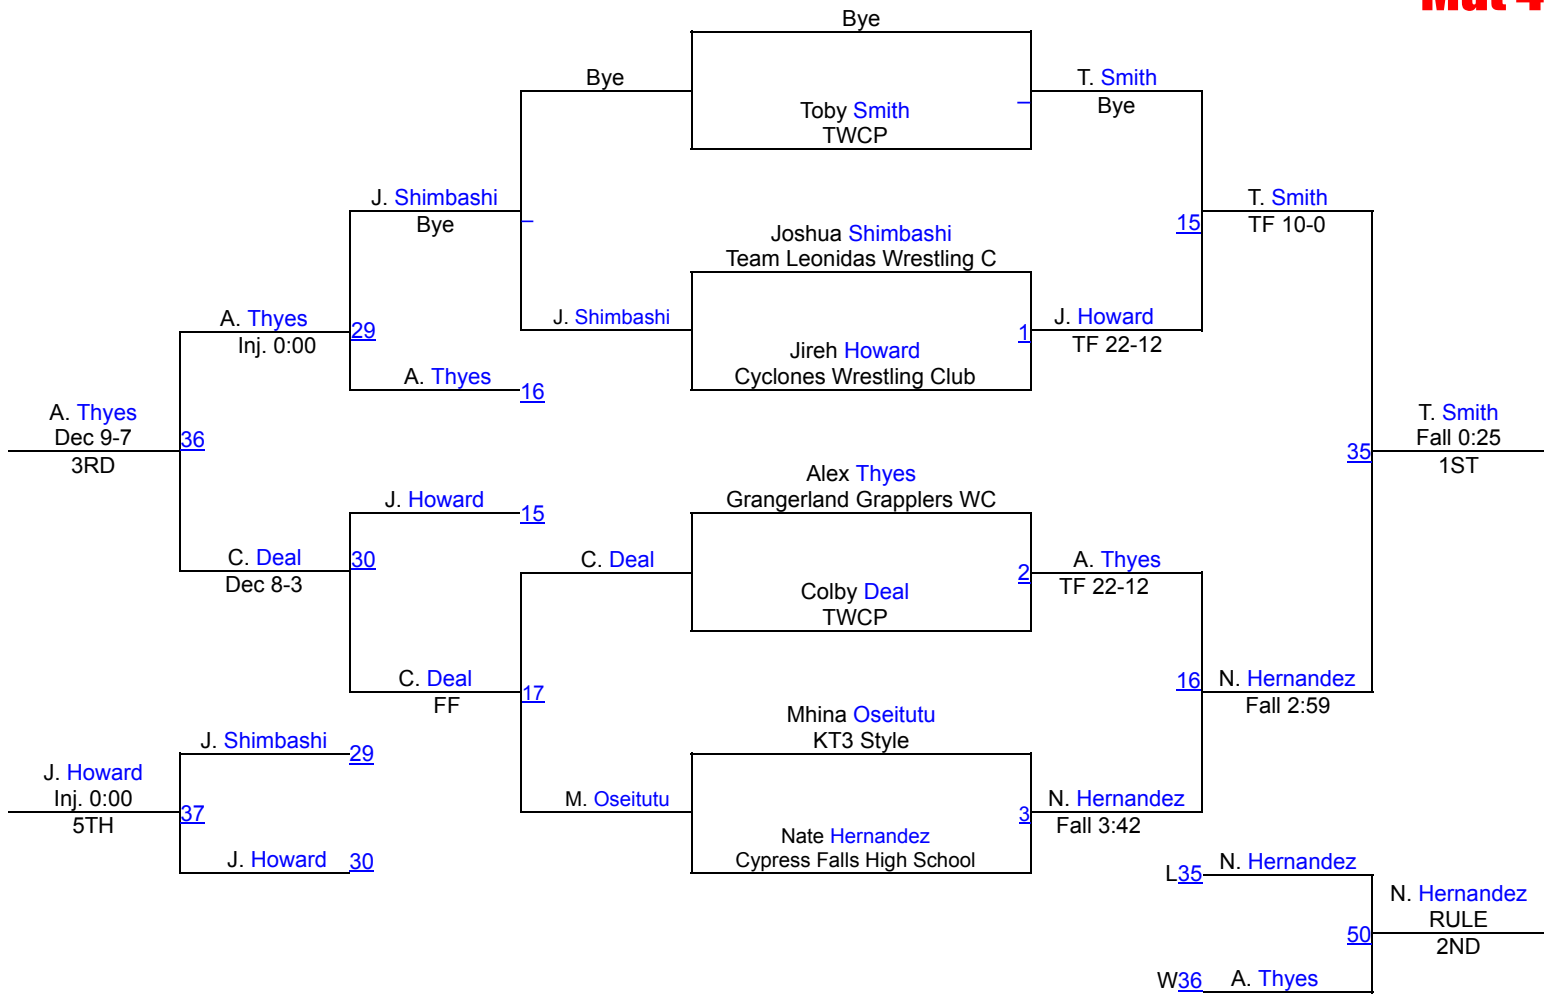 Mat 4
Bye
Bye
T. Smith
Bye
Toby Smith
TWCP
J. Shimbashi
Bye
T. Smith
TF 10-0
15
Joshua Shimbashi
Team Leonidas Wrestling C
J. Shimbashi
J. Howard
TF 22-12
1
Jireh Howard
Cyclones Wrestling Club
A. Thyes
Inj. 0:00
29
A. Thyes
16
A. Thyes
Dec 9-7
3RD
36
T. Smith
Fall 0:25
1ST
35
Alex Thyes
Grangerland Grapplers WC
J. Howard
15
C. Deal
Dec 8-3
30
C. Deal
A. Thyes
TF 22-12
2
Colby Deal
TWCP
C. Deal
FF
17
16
N. Hernandez
Fall 2:59
Mhina Oseitutu
KT3 Style
J. Shimbashi
29
J. Howard
Inj. 0:00
5TH
37
M. Oseitutu
3
N. Hernandez
Fall 3:42
Nate Hernandez
Cypress Falls High School
J. Howard
30
L35
N. Hernandez
N. Hernandez
RULE
2ND
50
W36
A. Thyes